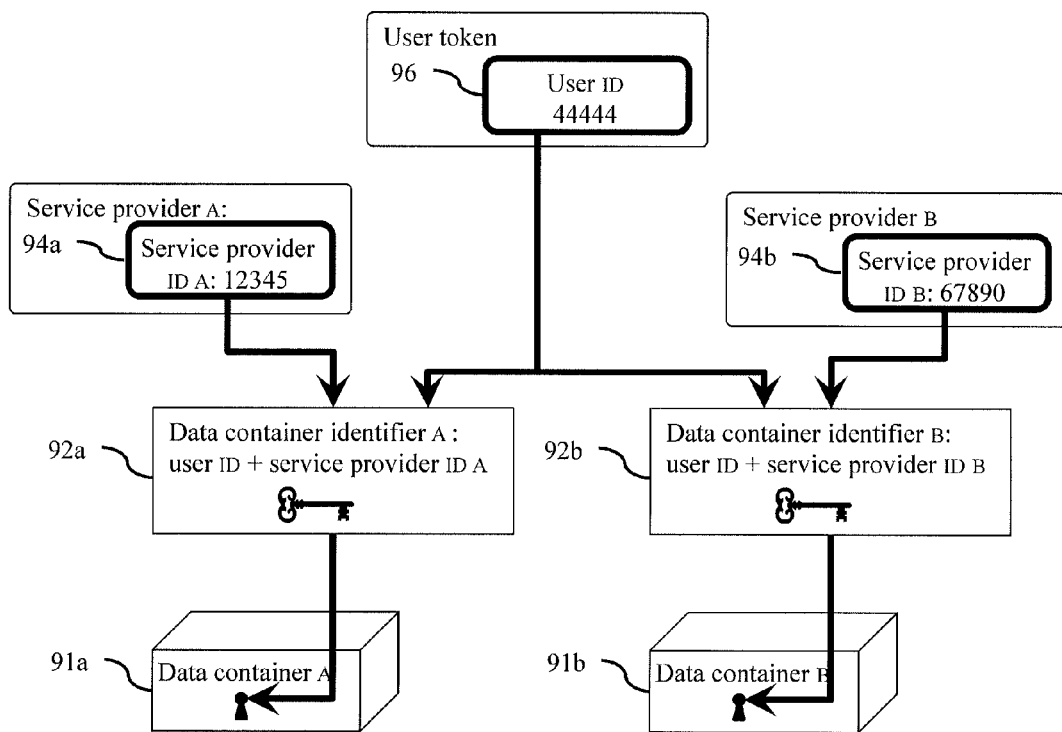 User token
96
User ID
44444
Service provider A:
94a
Service provider
ID A: 12345
Service provider B
94b
Service provider
ID B: 67890
92a
Data container identifier A :
user ID + service provider ID A
92b
Data container identifier B:
user ID + service provider ID B
91a
Data container A
91b
Data container B